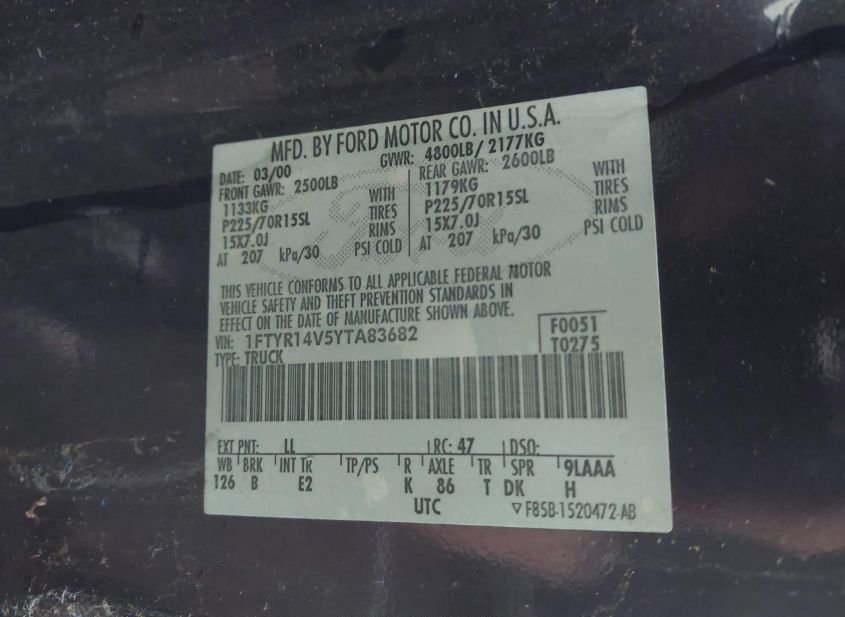 MFD. BY FORD MOTOR CO. IN U.S.A.
DATE: 03/00 GVWR: 4800LB/ 2177KG
FRONT GAWR: 2500LB REAR GAWR: 2600LB
1133KG WITH 1179KG WITH
P225/70R15SL TIRES P225/70R15SL TIRES
15X7.0J RIMS 15X7.0J RIMS
AT 207 kPa/30 PSI COLD AT 207 kPa/30 PSI COLD
THIS VEHICLE CONFORMS TO ALL APPLICABLE FEDERAL MOTOR
VEHICLE SAFETY AND THEFT PREVENTION STANDARDS IN
EFFECT ON THE DATE OF MANUFACTURE SHOWN ABOVE.
VIN: 1FTYR14V5YTA83682 F0051
TYPE: TRUCK T0275
EXT PNT: LL RC: 47 DSO:
WB BRK INT TR TP/PS R AXLE TR SPR 9LAAA
126 B E2 K 86 T DK H
UTC ▽F85B-1520472-AB